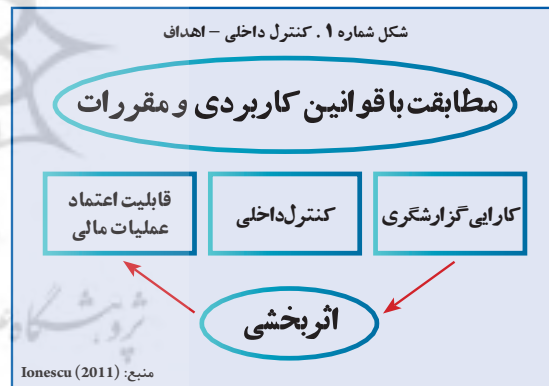 شکل شماره ۱. کنترل داخلی – اهداف
مطابقت با قوانین کاربردی و مقررات
کارایی گزارشگری
کنترل داخلی
قابلیت اعتماد
عملیات مالی
اثربخشی
منبع: Ionescu (2011)